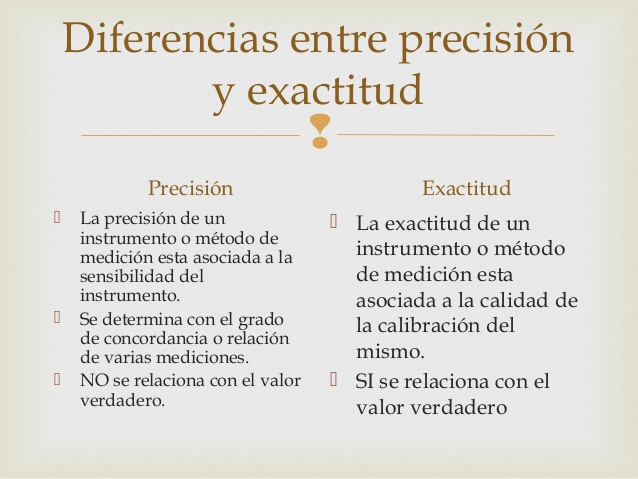 Diferencias entre precisión
y exactitud
Precisión
La precisión de un
instrumento o método de
medición esta asociada a la
sensibilidad del
instrumento.
Se determina con el grado
de concordancia o relación
de varias mediciones.
NO se relaciona con el valor
verdadero.
Exactitud
La exactitud de un
instrumento o método
de medición esta
asociada a la calidad de
la calibración del
mismo.
SI se relaciona con el
valor verdadero